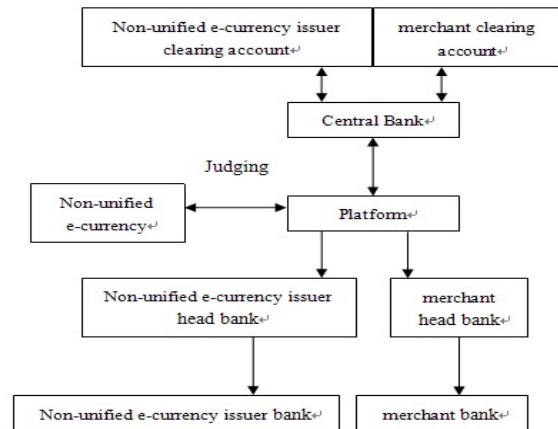 Non-unified e-currency issuer
clearing account↵
merchant clearing
account↵
Central Bank↵
Judging
Non-unified
e-currency↵
Platform↵
Non-unified e-currency issuer
head bank↵
merchant
head bank↵
Non-unified e-currency issuer bank↵
merchant bank↵